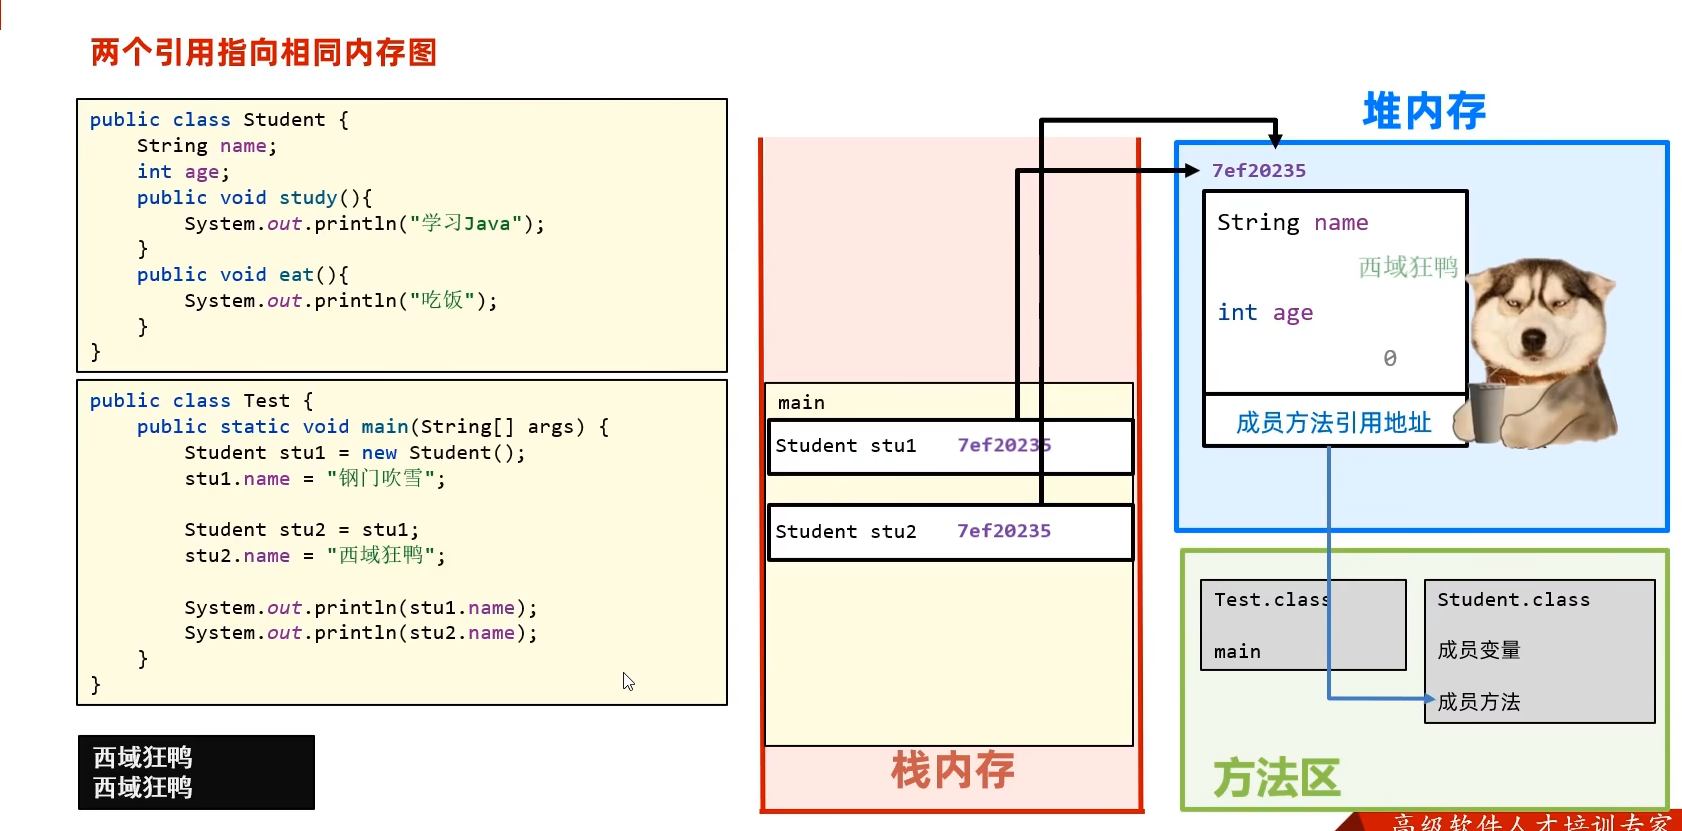 两个引用指向相同内存图
public class Student {
    String name;
    int age;
    public void study(){
        System.out.println("学习Java");
    }
    public void eat(){
        System.out.println("吃饭");
    }
}
public class Test {
    public static void main(String[] args) {
        Student stu1 = new Student();
        stu1.name = "钢门吹雪";
        Student stu2 = stu1;
        stu2.name = "西域狂鸭";
        System.out.println(stu1.name);
        System.out.println(stu2.name);
    }
}
西域狂鸭
西域狂鸭
main
Student stu1 7ef20235
Student stu2 7ef20235
栈内存
堆内存
7ef20235
String name
西域狂鸭
int age
0
成员方法引用地址
Test.class
main
Student.class
成员变量
成员方法
方法区
高级软件人才培训专家